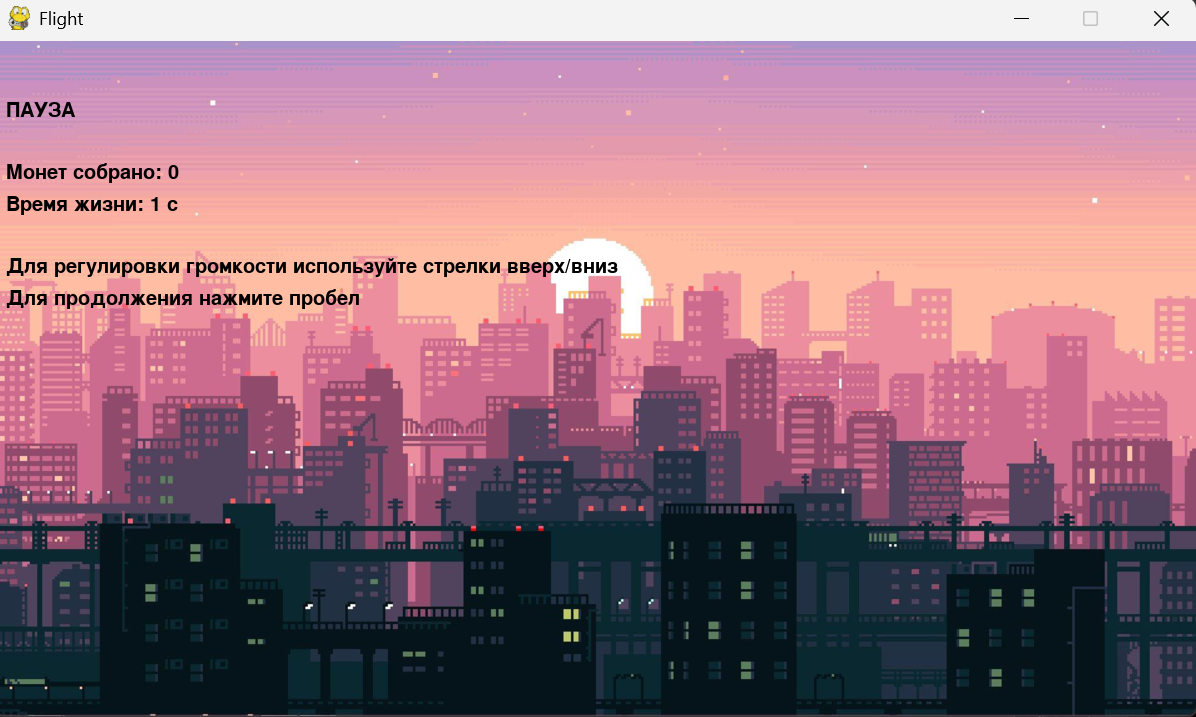 Flight
ПАУЗА
Монет собрано: 0
Время жизни: 1 с
Для регулировки громкости используйте стрелки вверх/вниз
Для продолжения нажмите пробел